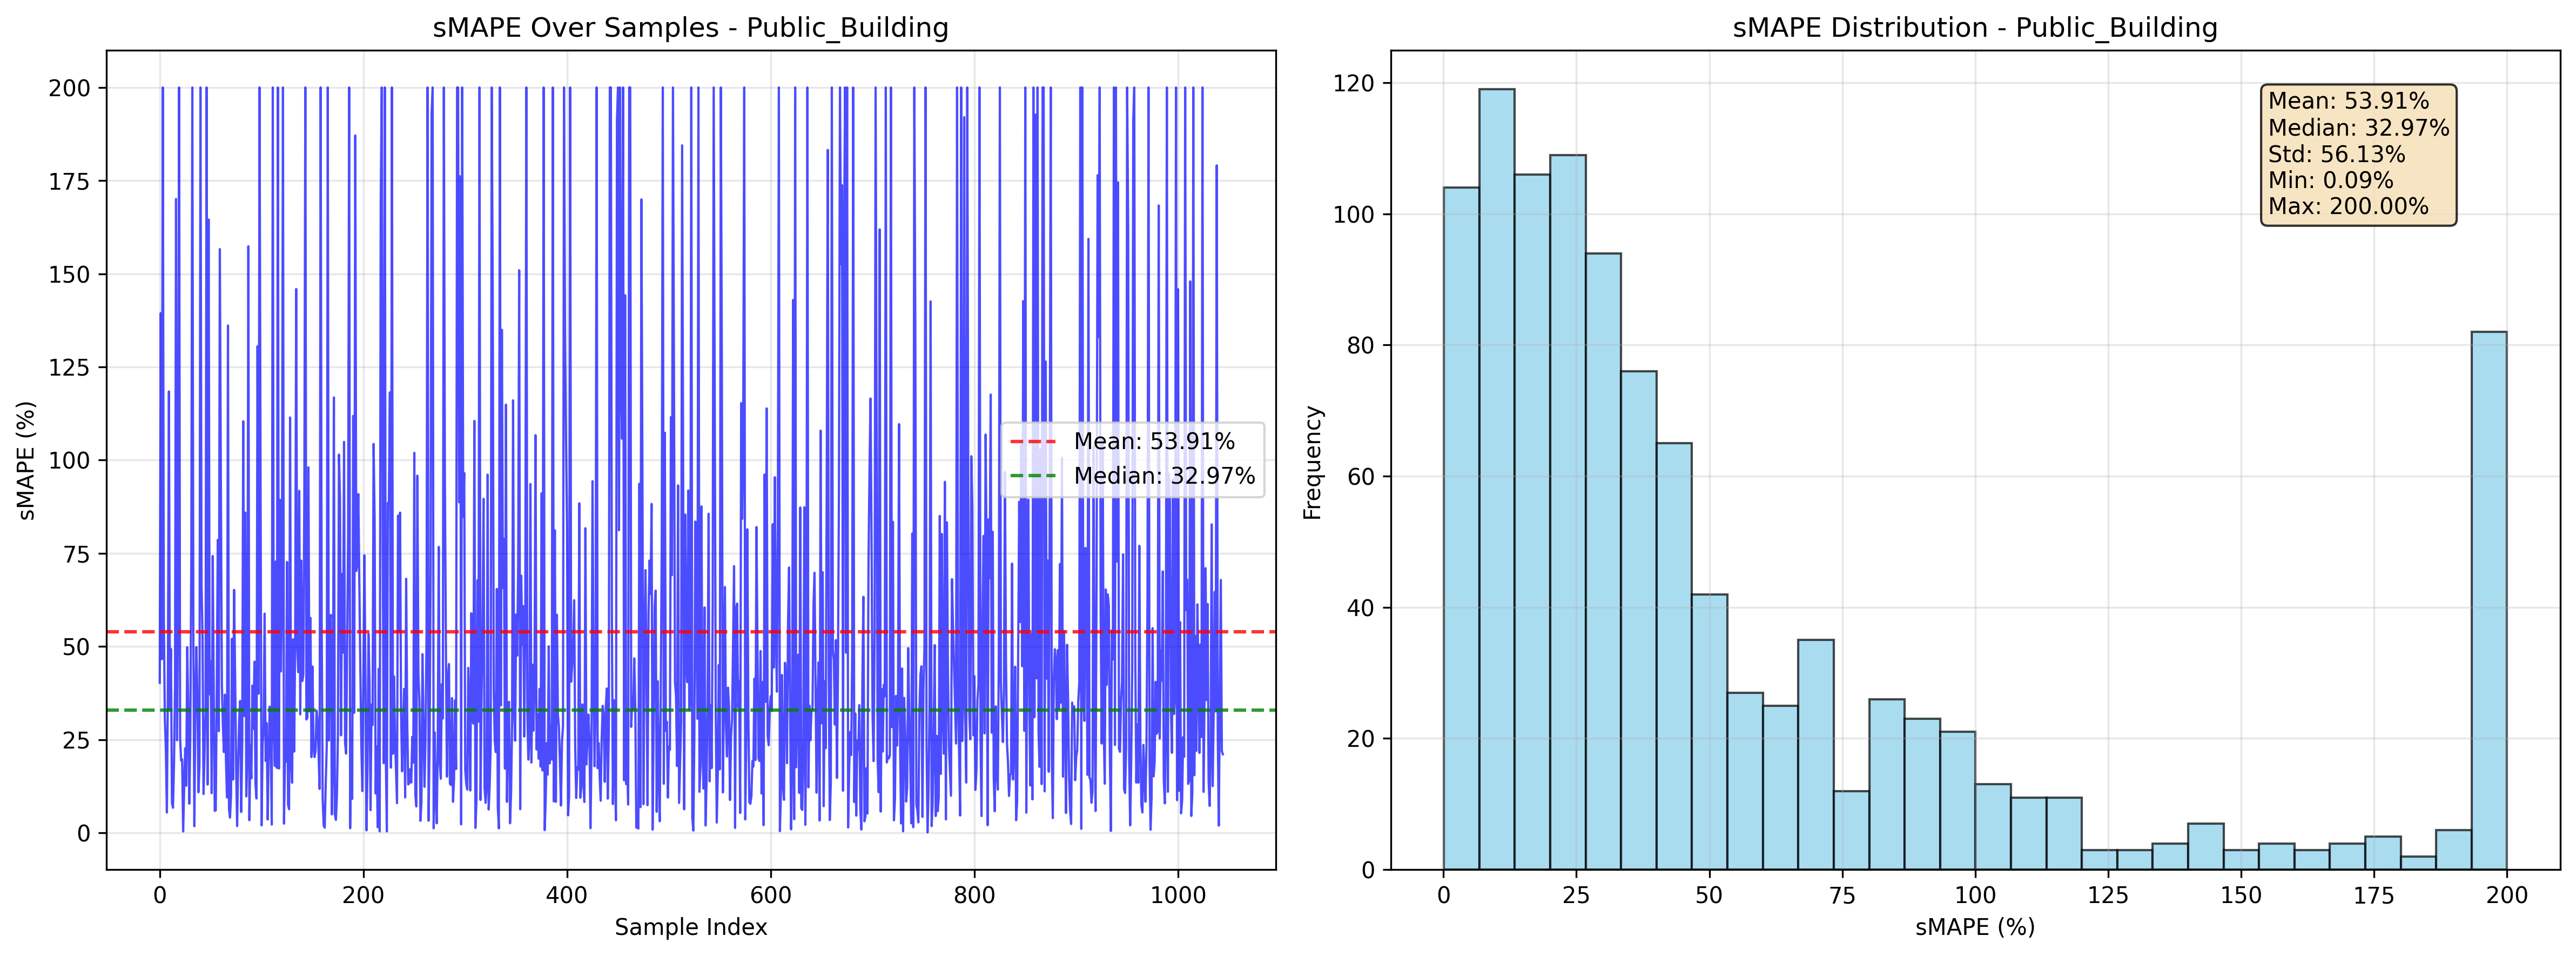 sMAPE Over Samples - Public_Building
sMAPE (%)
200
175
150
125
100
75
50
25
0
Mean: 53.91%
Median: 32.97%
0
200
400
600
800
1000
Sample Index
sMAPE Distribution - Public_Building
Frequency
120
100
80
60
40
20
0
Mean: 53.91%
Median: 32.97%
Std: 56.13%
Min: 0.09%
Max: 200.00%
0
25
50
75
100
125
150
175
200
sMAPE (%)